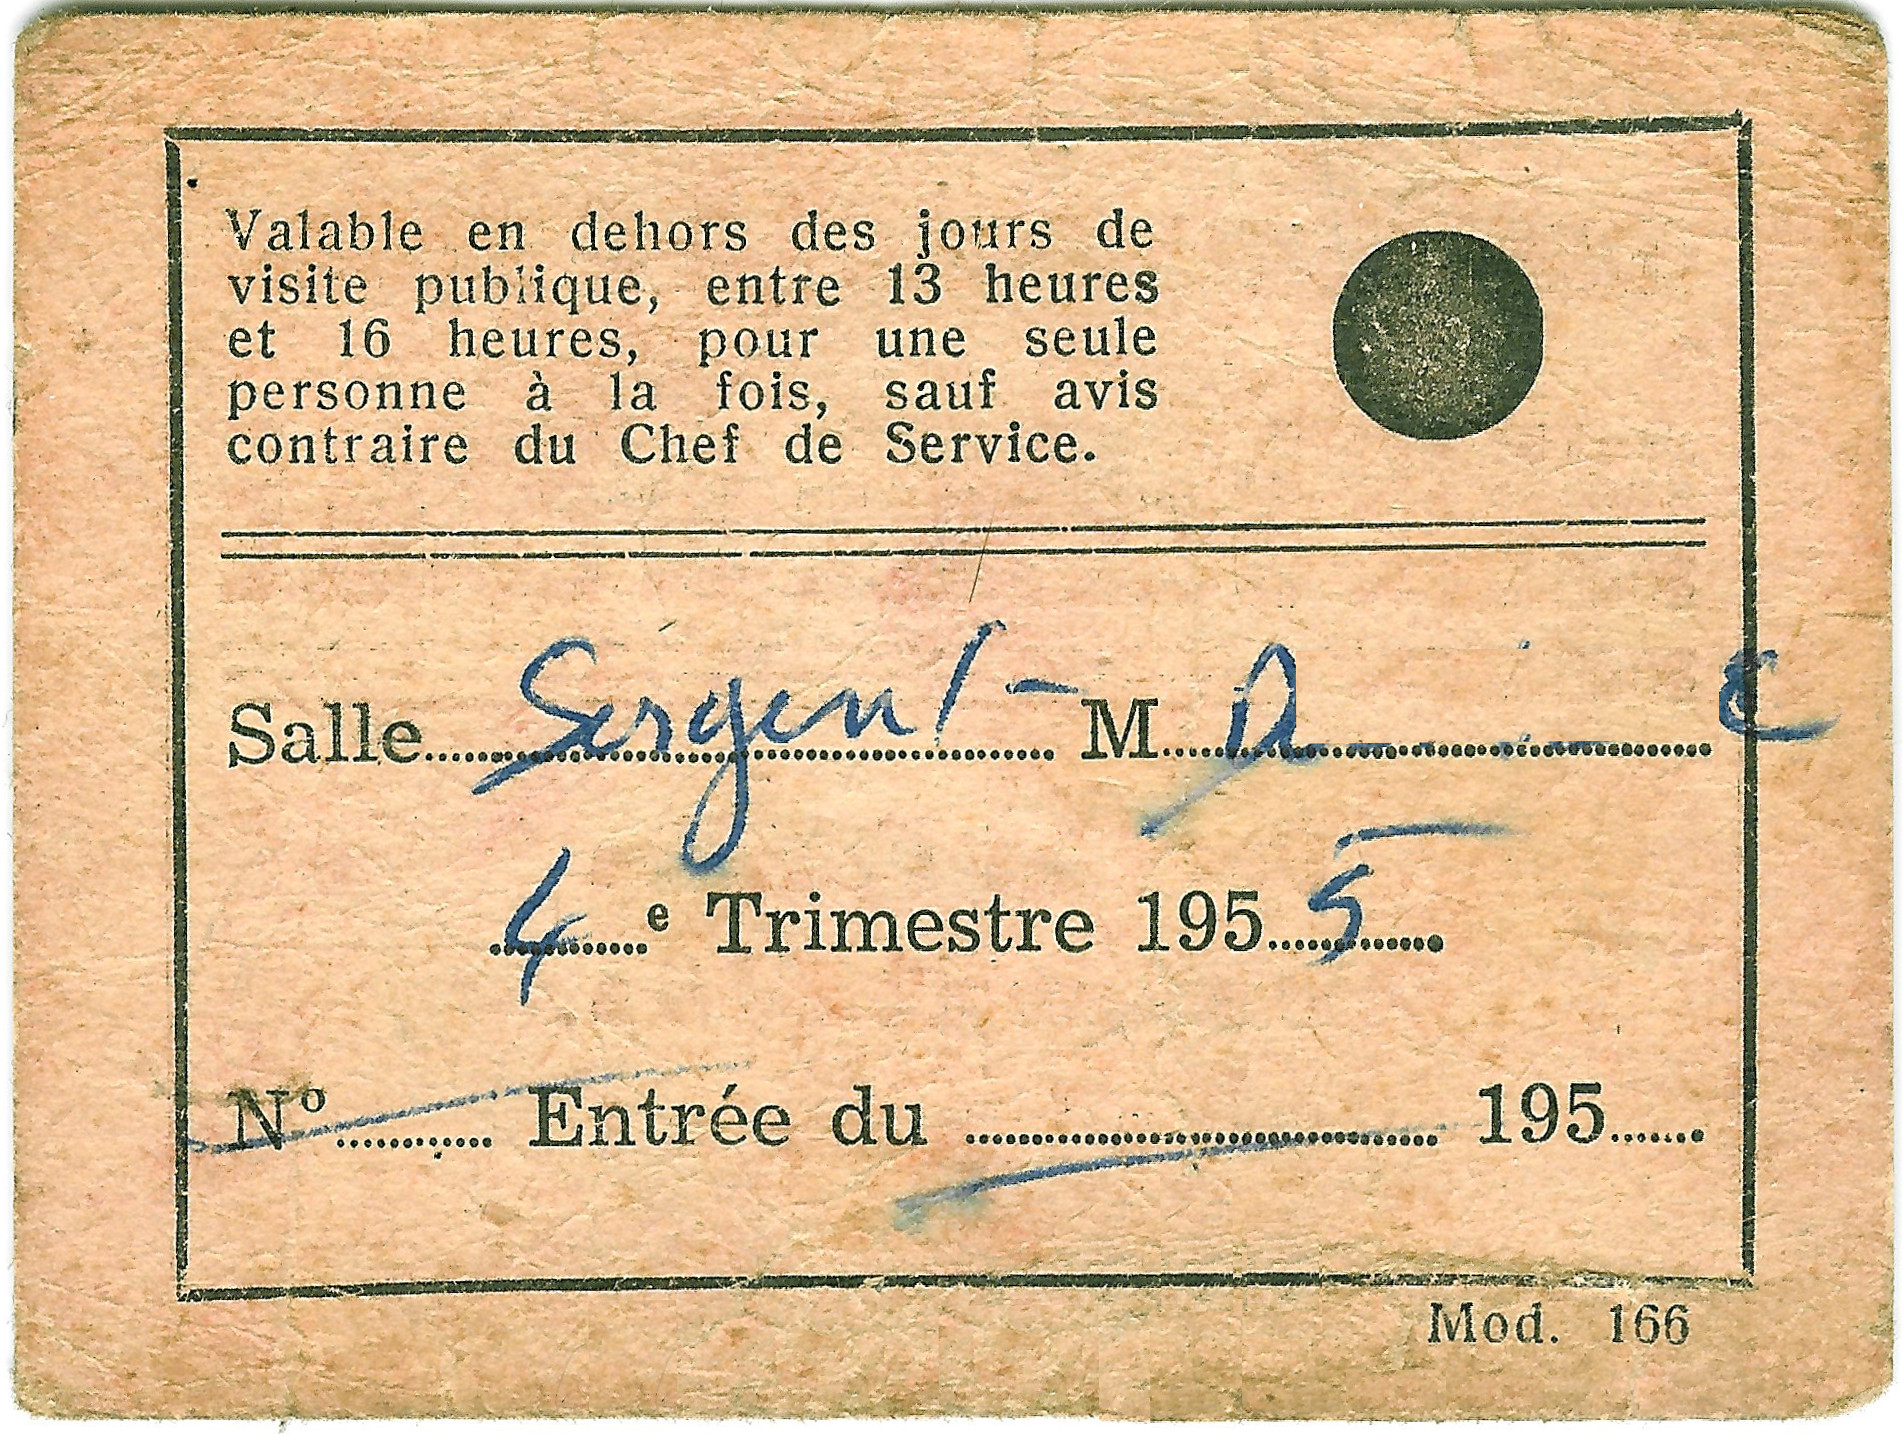 Valable en dehors des jours de
visite publique, entre 13 heures
et 16 heures, pour une seule
personne à la fois, sauf avis
contraire du Chef de Service.
Salle Sergent M D c
4e Trimestre 1955
N° Entrée du 195
Mod. 166